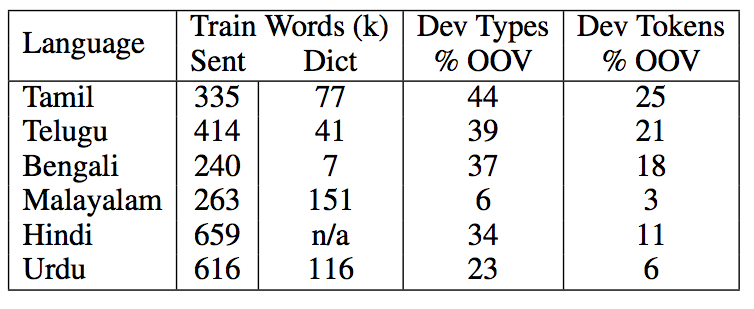 Language Train Words (k) Dev Types Dev Tokens
Sent Dict % OOV % OOV
Tamil 335 77 44 25
Telugu 414 41 39 21
Bengali 240 7 37 18
Malayalam 263 151 6 3
Hindi 659 n/a 34 11
Urdu 616 116 23 6